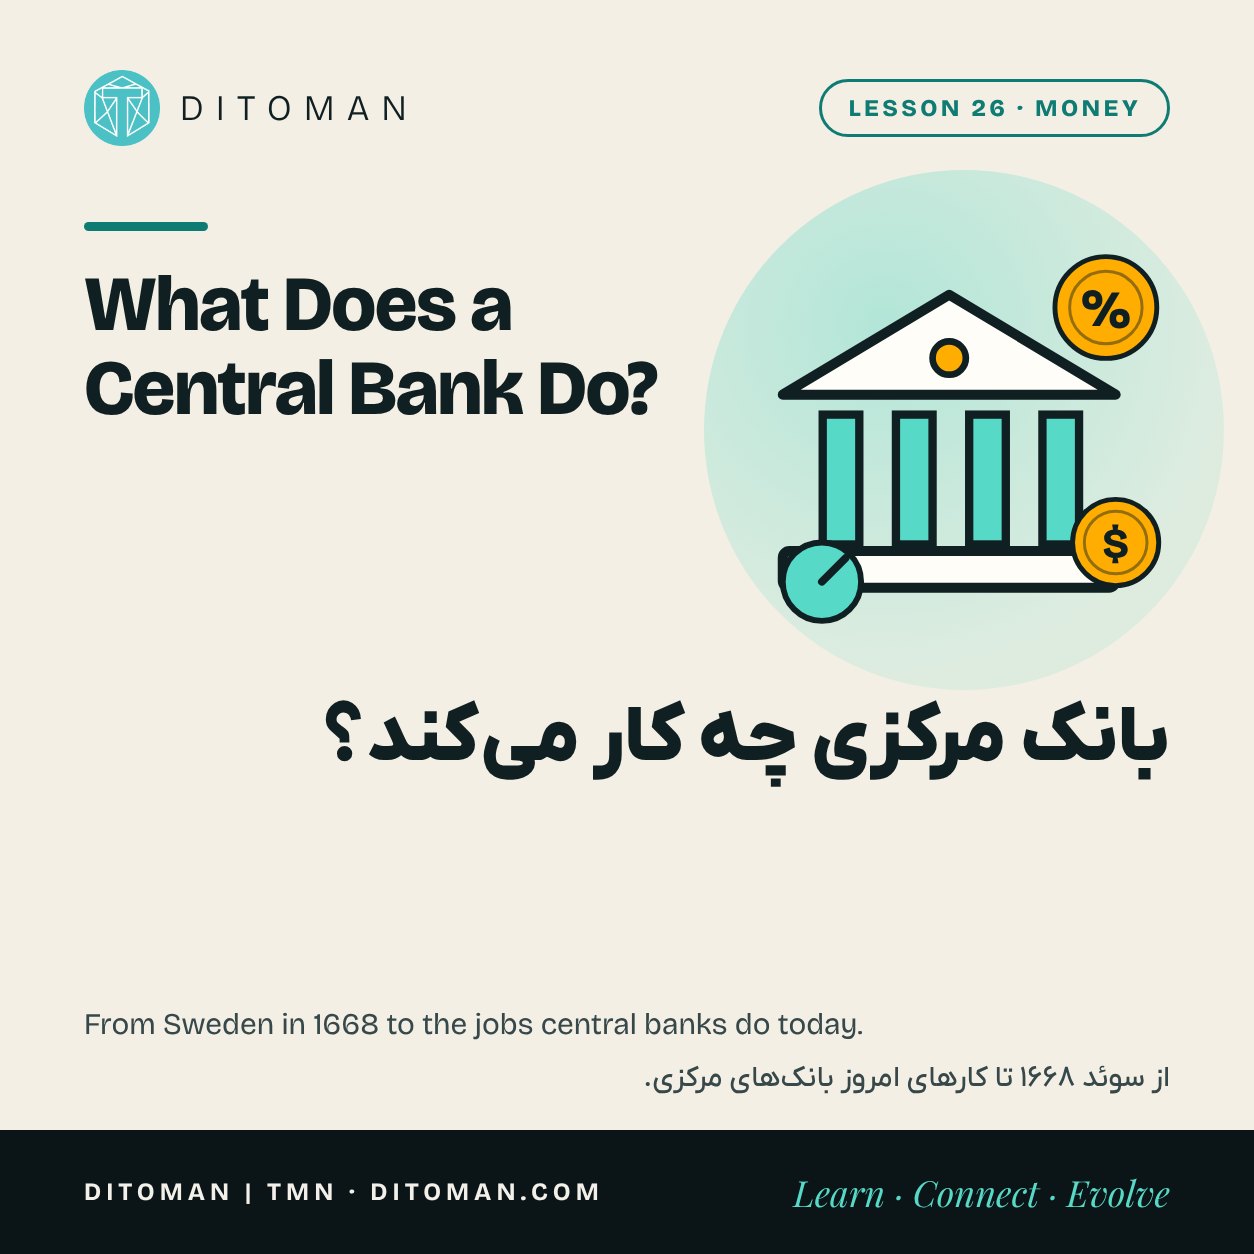 DITOMAN
LESSON 26 · MONEY
What Does a
Central Bank Do?
%
$
بانک مرکزی چه کار می‌کند؟
From Sweden in 1668 to the jobs central banks do today.
از سوئد ۱۶۶۸ تا کارهای امروز بانک‌های مرکزی.
DITOMAN | TMN · DITOMAN.COM
Learn · Connect · Evolve